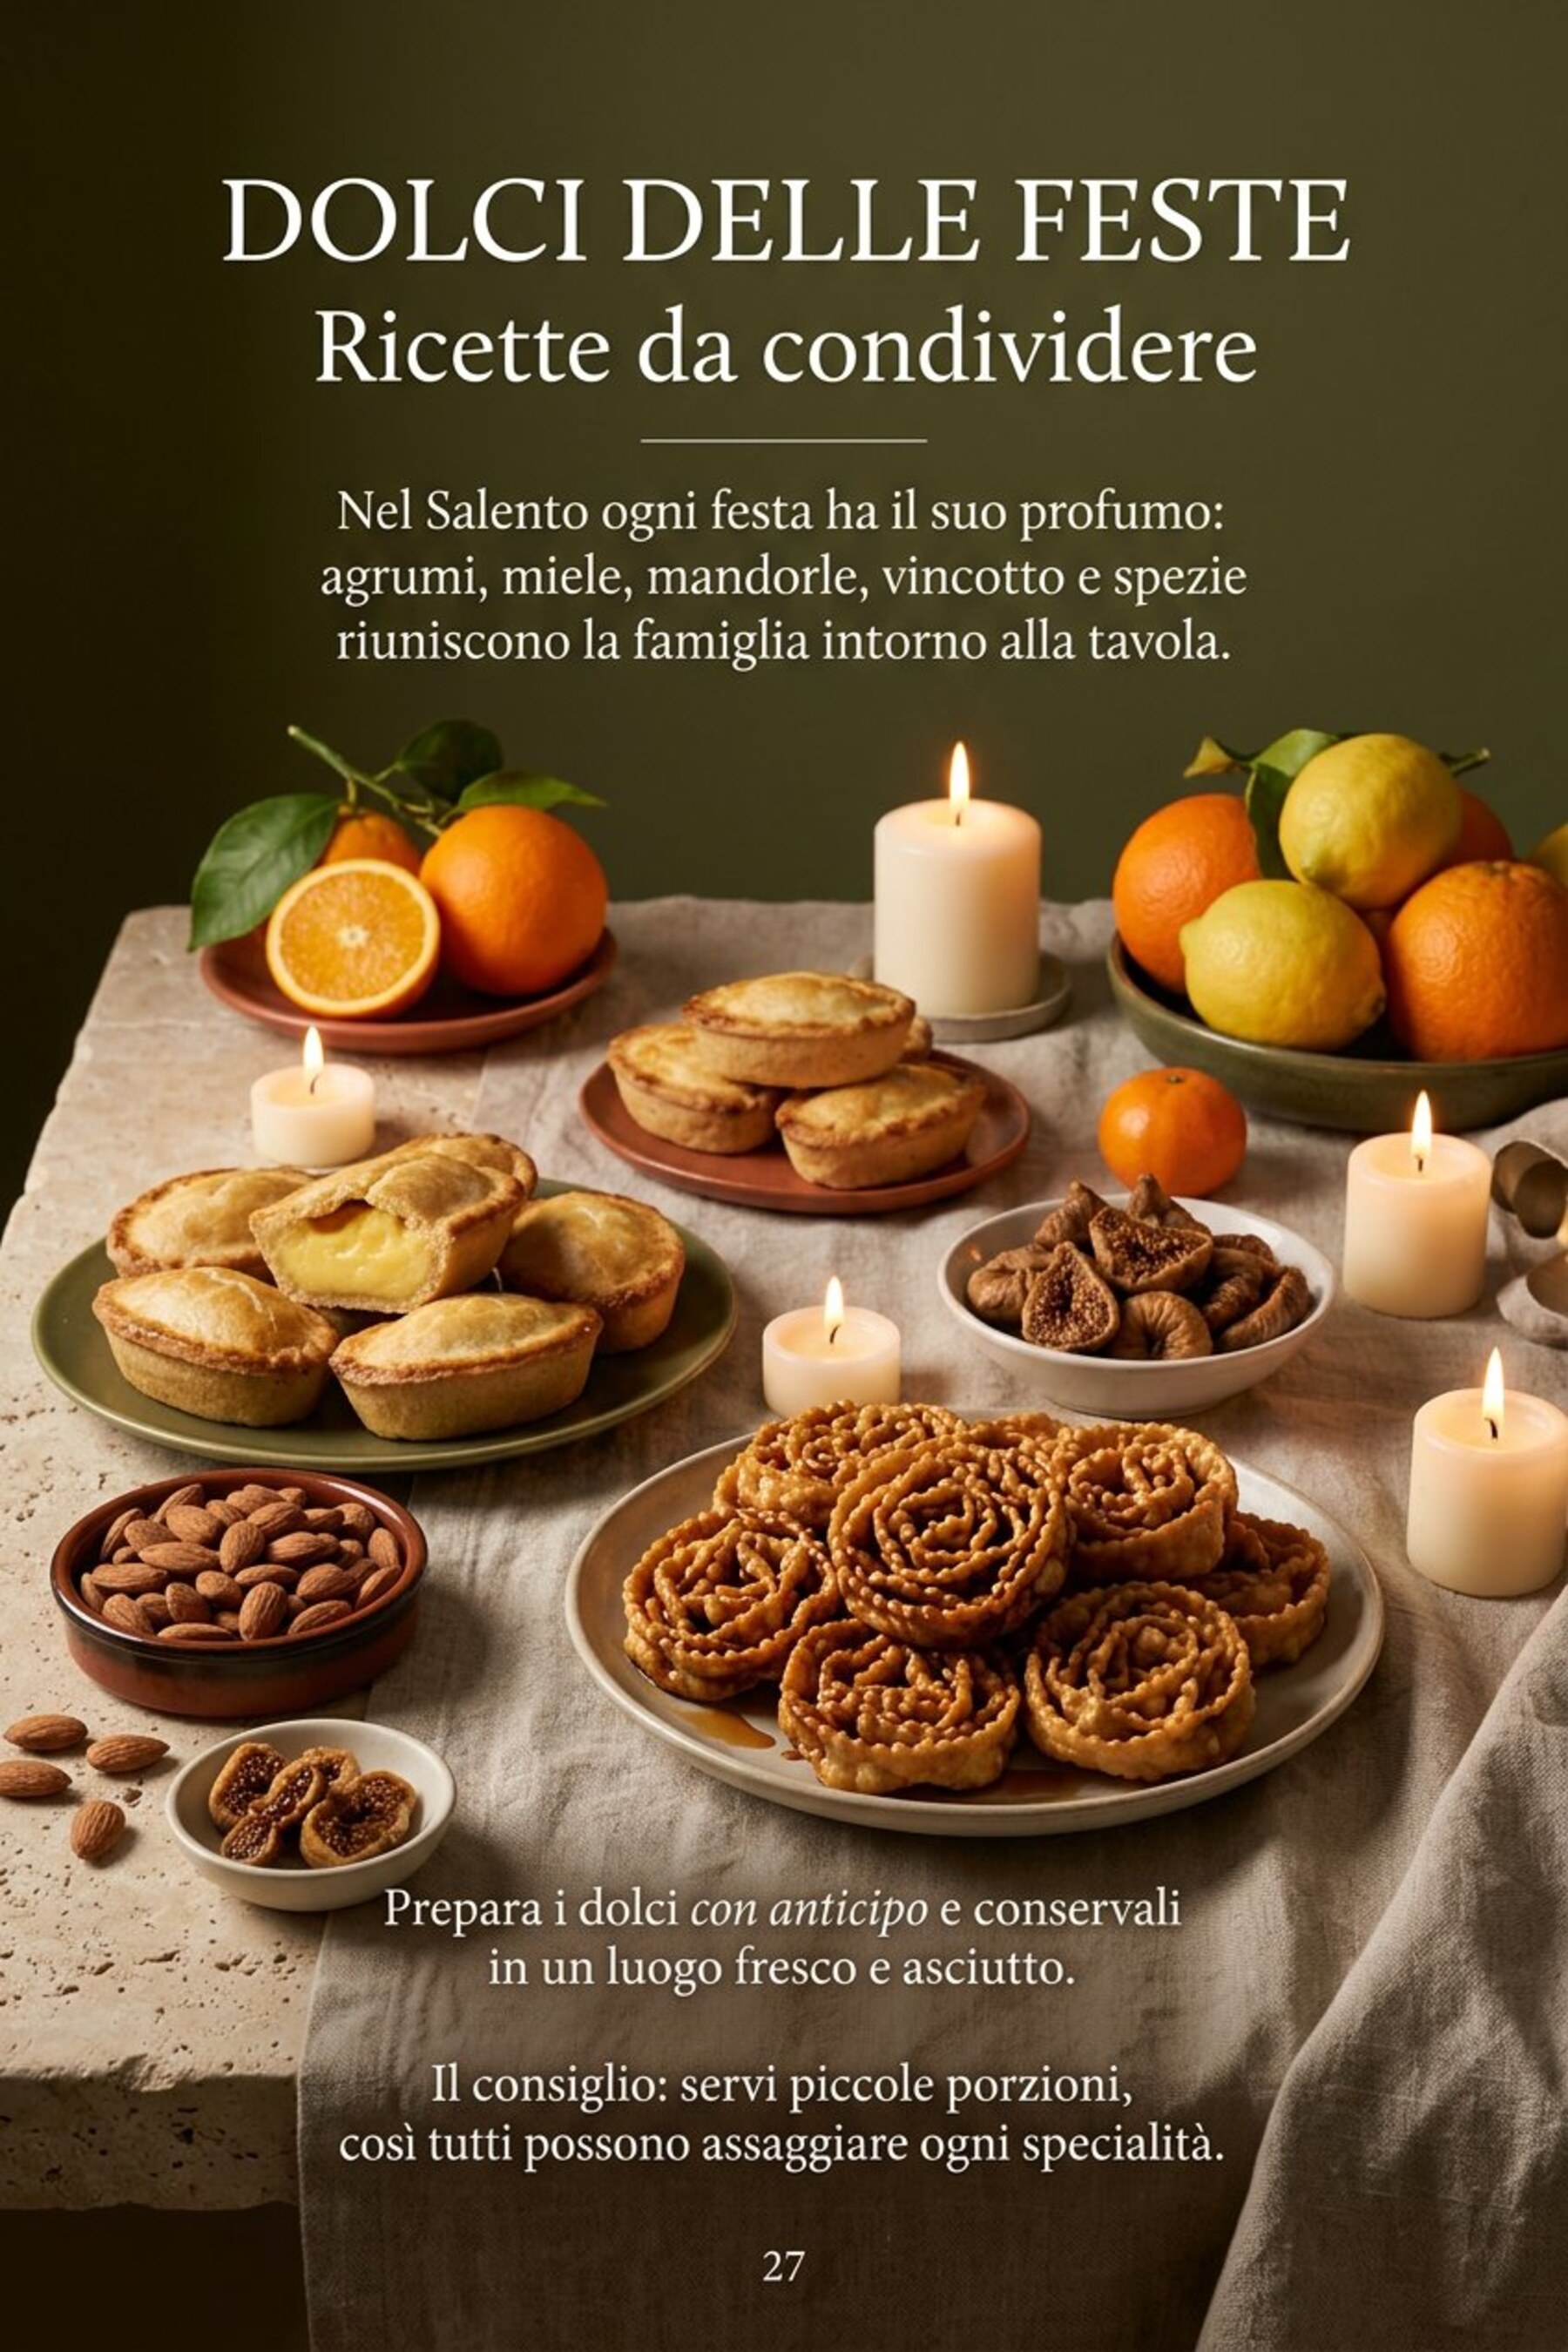 DOLCI DELLE FESTE
Ricette da condividere
Nel Salento ogni festa ha il suo profumo:
agrumi, miele, mandorle, vincotto e spezie
riuniscono la famiglia intorno alla tavola.
Prepara i dolci con anticipo e conservali
in un luogo fresco e asciutto.
Il consiglio: servi piccole porzioni,
così tutti possono assaggiare ogni specialità.
27